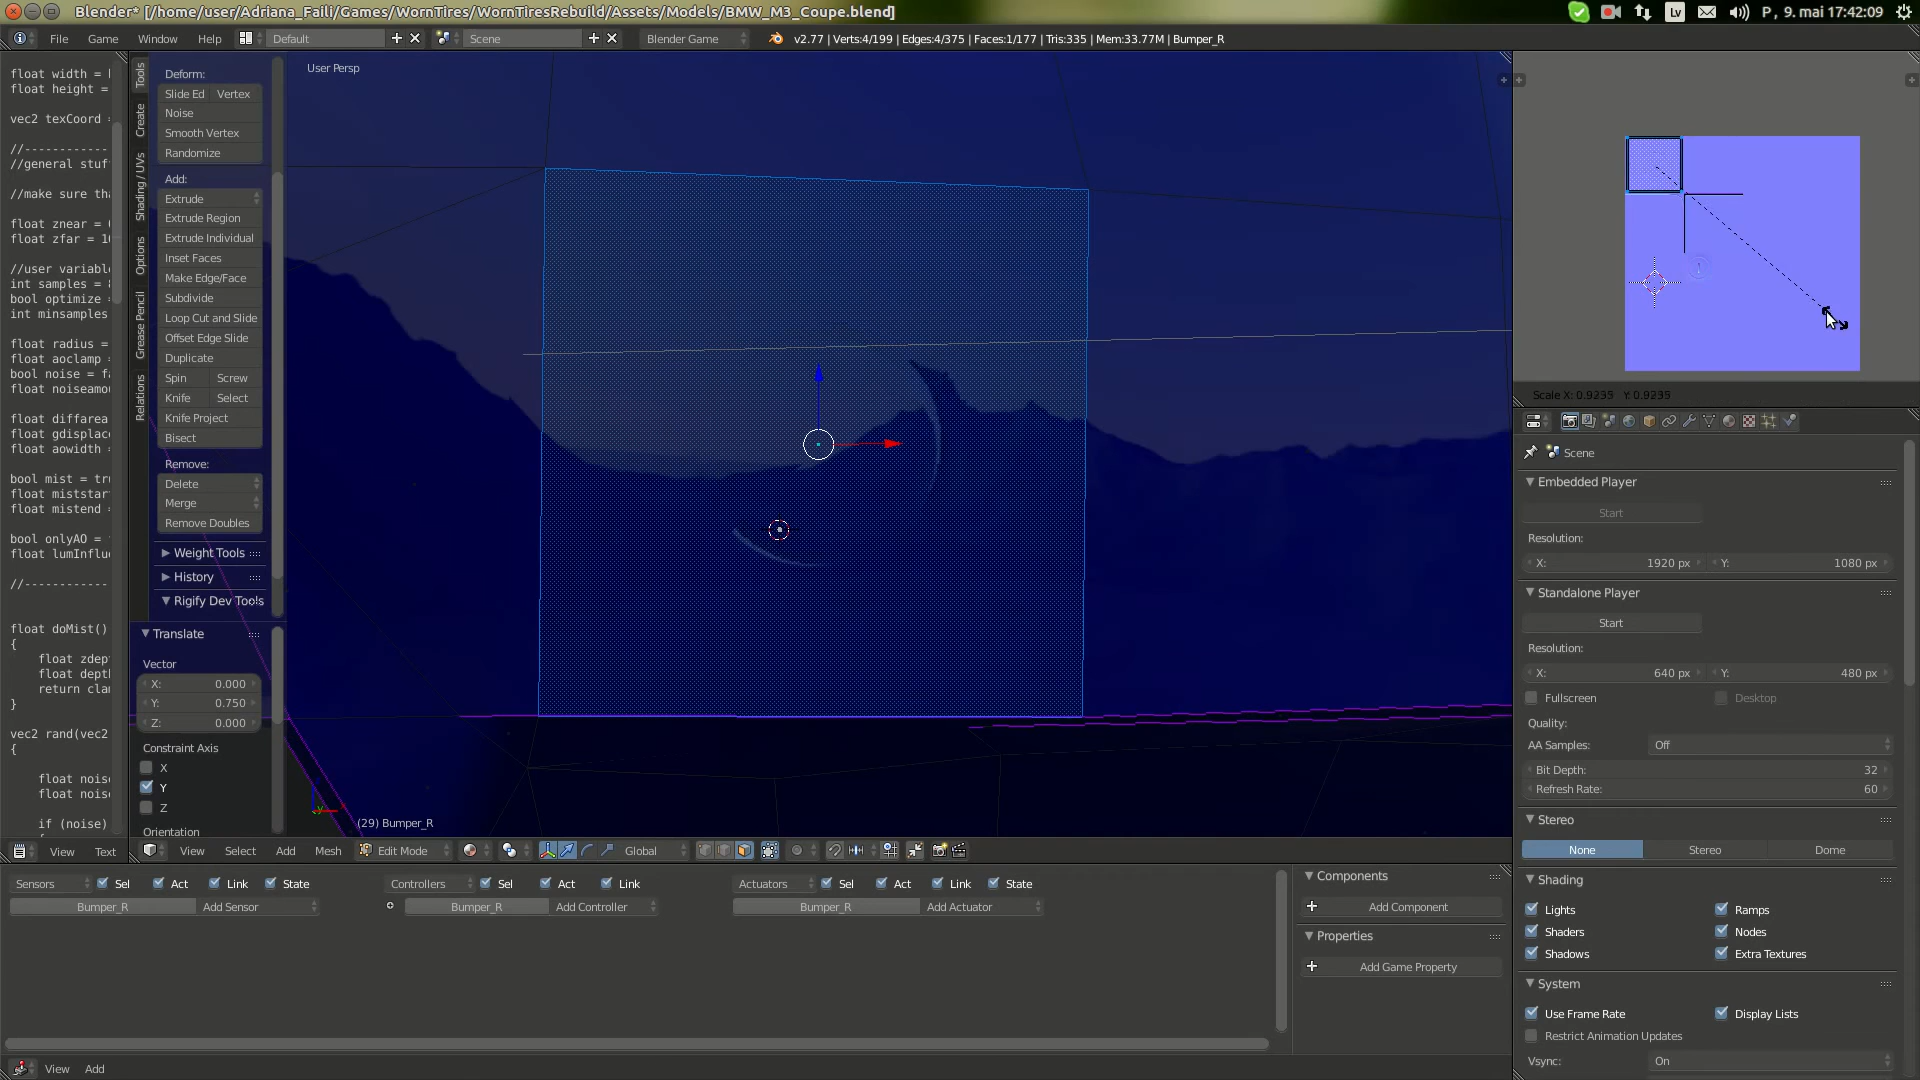 Blender* [/home/user/Adriana_Faili/Games/WornTires/WornTiresRebuild/Assets/Models/BMW_M3_Coupe.blend]
Lv
P , 9. mai 17:42:09
File Game Window Help Default Scene Blender Game v2.77 | Verts:4/199 | Edges:4/375 | Faces:1/177 | Tris:335 | Mem:33.77M | Bumper_R
float width =
float height =
vec2 texCoord =
//------------
//general stuf
//make sure tha
float znear =
float zfar = 1
//user variabl
int samples =
bool optimize =
int minsamples
float radius =
float aoclamp =
bool noise = fa
float noiseamo
float diffarea
float gdisplace
float aowidth =
bool mist = tr
float miststar
float mistend =
bool onlyAO =
float lumInflu
//------------
float doMist()
{
float zdep
float dept
return cla
}
vec2 rand(vec2
{
float nois
float nois
if (noise)
{
View Text
Tools
Create
Shading / UVs
Options
Grease Pencil
Relations
Deform:
Slide Ed Vertex
Noise
Smooth Vertex
Randomize
Add:
Extrude
Extrude Region
Extrude Individual
Inset Faces
Make Edge/Face
Subdivide
Loop Cut and Slide
Offset Edge Slide
Duplicate
Spin Screw
Knife Select
Knife Project
Bisect
Remove:
Delete
Merge
Remove Doubles
Weight Tools
History
Rigify Dev Tools
Translate
Vector
X: 0.000
Y: 0.750
Z: 0.000
Constraint Axis
X
Y
Z
Orientation
User Persp
(29) Bumper_R
View Select Add Mesh Edit Mode Global
Scale X: 0.9235 Y: 0.9235
Scene
Embedded Player
Start
Resolution:
X: 1920 px Y: 1080 px
Standalone Player
Start
Resolution:
X: 640 px Y: 480 px
Fullscreen Desktop
Quality:
AA Samples: Off
Bit Depth: 32
Refresh Rate: 60
Stereo
None Stereo Dome
Shading
Lights Ramps
Shaders Nodes
Shadows Extra Textures
System
Use Frame Rate Display Lists
Restrict Animation Updates
Vsync: On
Sensors Sel Act Link State Controllers Sel Act Link Actuators Sel Act Link State
Bumper_R Add Sensor Bumper_R Add Controller Bumper_R Add Actuator
Components
Add Component
Properties
Add Game Property
View Add